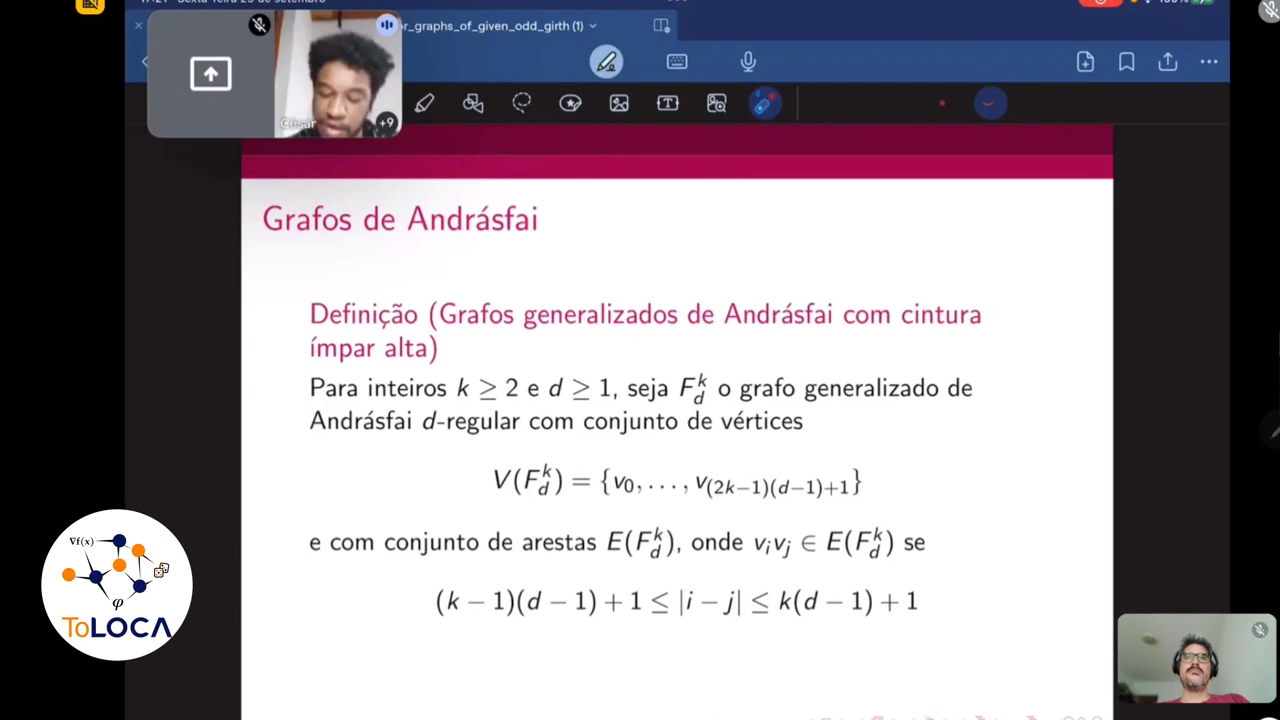 r_graphs_of_given_odd_girth (1)
César
+9
Grafos de Andrásfai
Definição (Grafos generalizados de Andrásfai com cintura
ímpar alta)
Para inteiros k ≥ 2 e d ≥ 1, seja F_d^k o grafo generalizado de
Andrásfai d-regular com conjunto de vértices
V(F_d^k) = {v_0, . . . , v_{(2k−1)(d−1)+1}}
e com conjunto de arestas E(F_d^k), onde v_i v_j ∈ E(F_d^k) se
(k − 1)(d − 1) + 1 ≤ |i − j| ≤ k(d − 1) + 1
∇f(x)
φ
ToLOCA